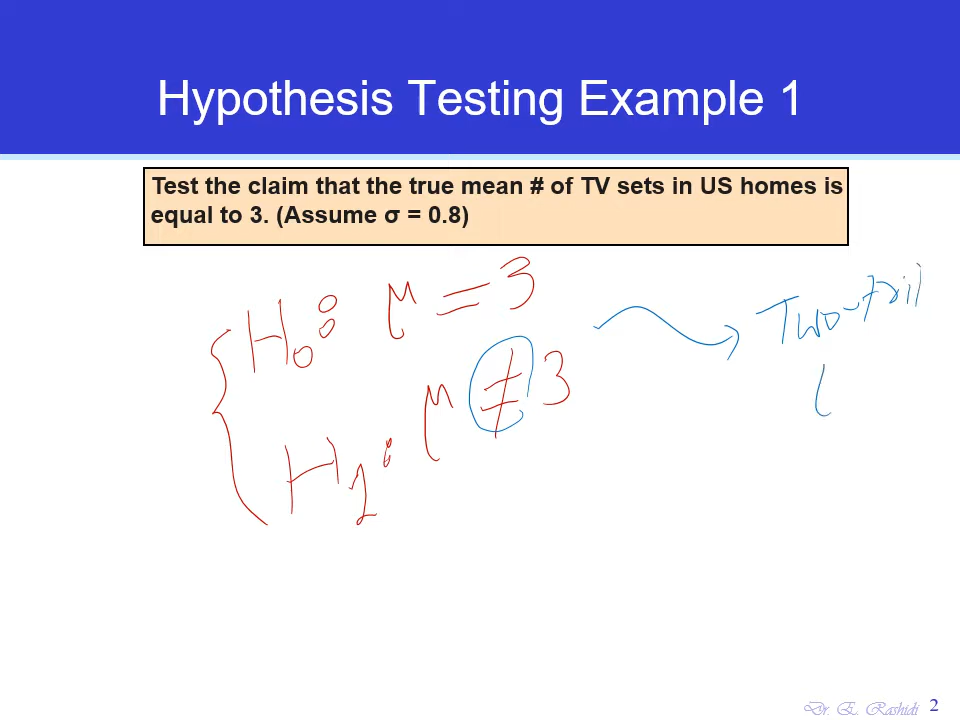 Hypothesis Testing Example 1
Test the claim that the true mean # of TV sets in US homes is
equal to 3. (Assume σ = 0.8)
H₀: μ = 3
H₁: μ ≠ 3
Two-tail
(
Dr. E. Rashidi 2